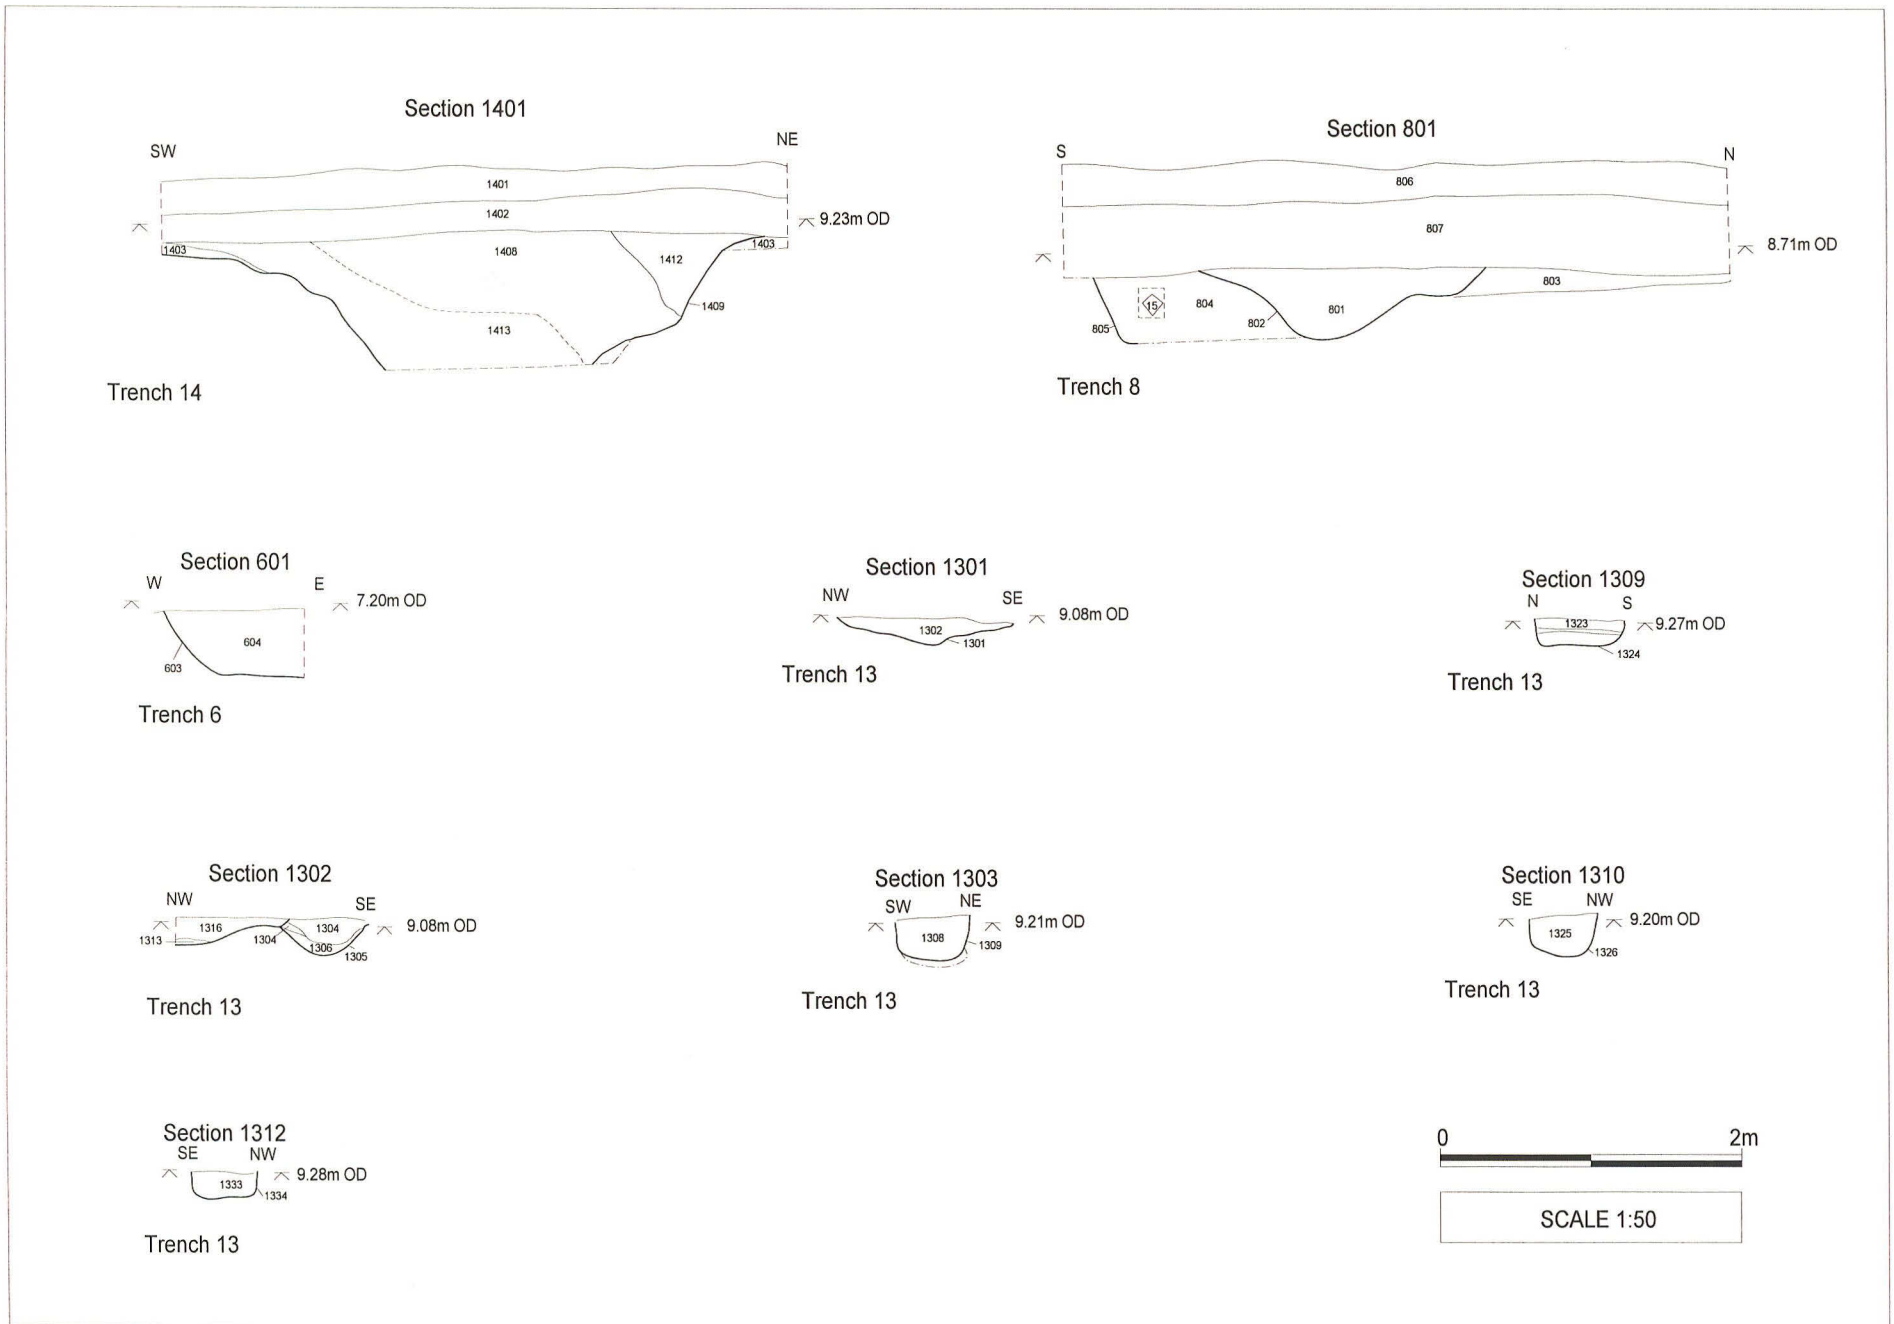 Section 1401
SW
NE
1401
1402
9.23m OD
1403
1408
1412
1403
1409
1413
Trench 14
Section 801
S
N
806
807
8.71m OD
803
15
804
801
802
805
Trench 8
Section 601
W
E
7.20m OD
604
603
Trench 6
Section 1301
NW
SE
9.08m OD
1302
1301
Trench 13
Section 1309
N
S
1323
9.27m OD
1324
Trench 13
Section 1302
NW
SE
1316
1304
9.08m OD
1313
1304
1306
1305
Trench 13
Section 1303
SW
NE
9.21m OD
1308
1309
Trench 13
Section 1310
SE
NW
9.20m OD
1325
1326
Trench 13
Section 1312
SE
NW
9.28m OD
1333
1334
Trench 13
0
2m
SCALE 1:50